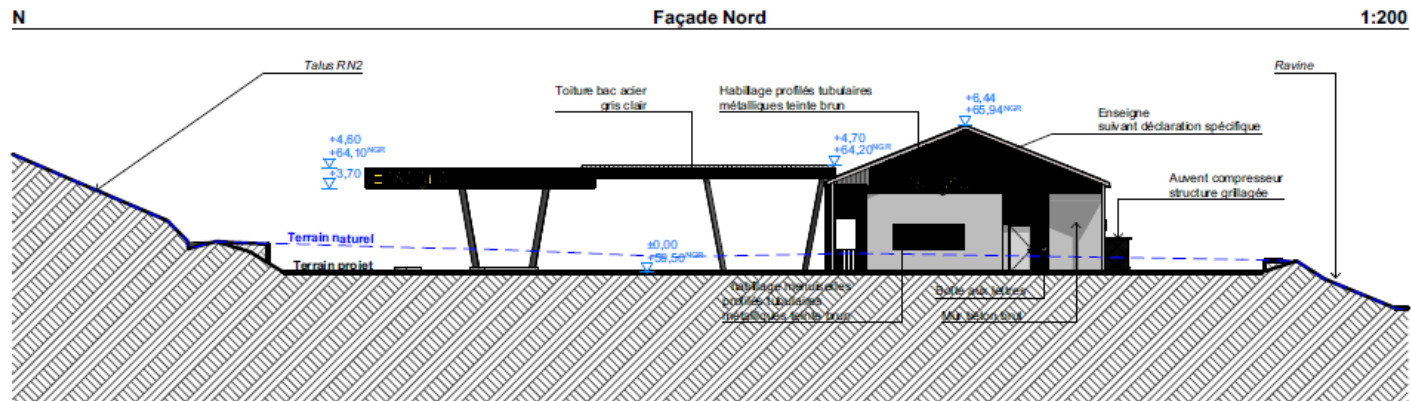 N
Façade Nord
1:200
Talus RN2
Ravine
Toiture bac acier
gris clair
Habillage profilés tubulaires
métalliques teinte brun
+6,44
+65,94NGR
Enseigne
suivant déclaration spécifique
+4,60
+64,10NGR
+3,70
+4,70
+64,20NGR
Auvent compresseur
structure grillagée
Terrain naturel
±0,00
+59,50NGR
Terrain projet
habillage menuiseries
profilés tubulaires
métalliques teinte brun
Boîte aux lettres
Mur béton brut